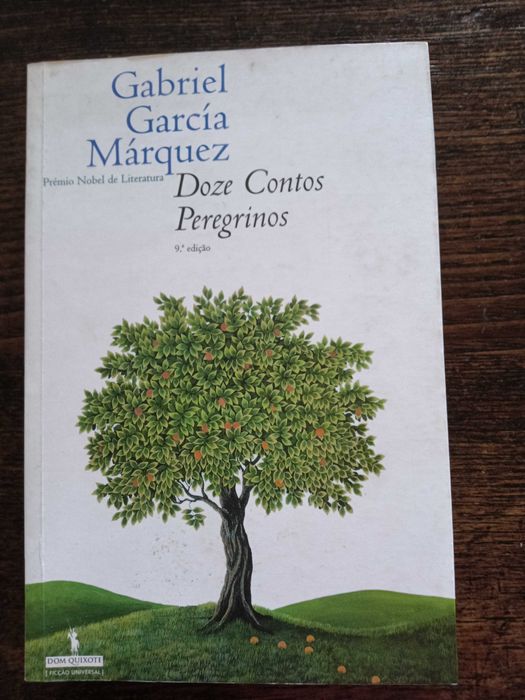 Gabriel
García
Márquez
Prémio Nobel de Literatura
Doze Contos
Peregrinos
9.ª edição
DOM QUIXOTE
[ FICÇÃO UNIVERSAL ]